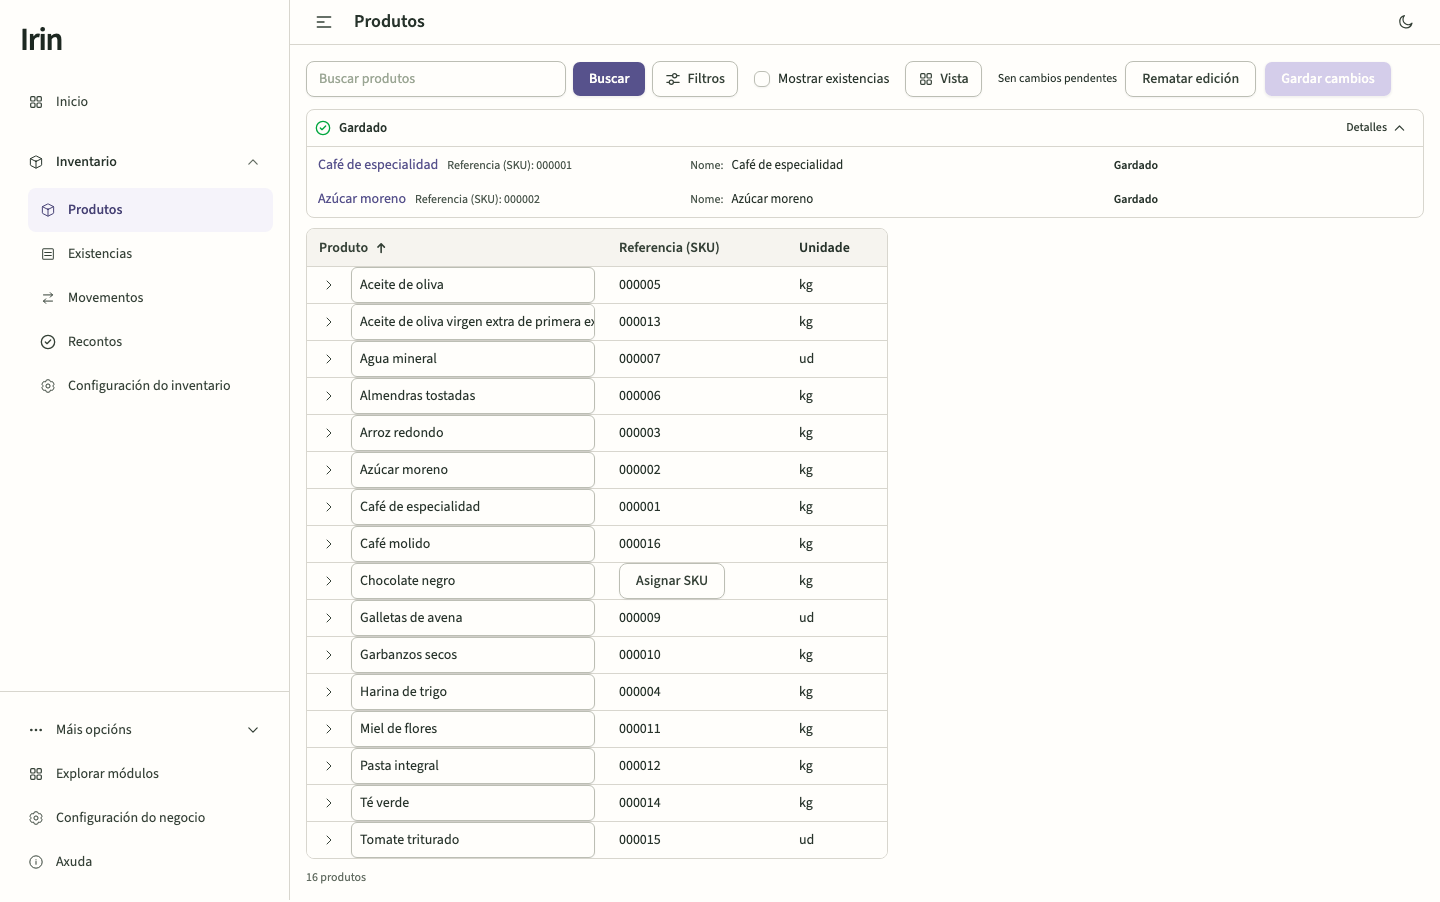 Irin
Inicio
Inventario
Produtos
Existencias
Movementos
Recontos
Configuración do inventario
Máis opcións
Explorar módulos
Configuración do negocio
Axuda
Produtos
Buscar produtos
Buscar
Filtros
Mostrar existencias
Vista
Sen cambios pendentes
Rematar edición
Gardar cambios
Gardado
Detalles
Café de especialidad Referencia (SKU): 000001 Nome: Café de especialidad Gardado
Azúcar moreno Referencia (SKU): 000002 Nome: Azúcar moreno Gardado
Produto Referencia (SKU) Unidade
Aceite de oliva 000005 kg
Aceite de oliva virgen extra de primera 000013 kg
Agua mineral 000007 ud
Almendras tostadas 000006 kg
Arroz redondo 000003 kg
Azúcar moreno 000002 kg
Café de especialidad 000001 kg
Café molido 000016 kg
Chocolate negro Asignar SKU kg
Galletas de avena 000009 ud
Garbanzos secos 000010 kg
Harina de trigo 000004 kg
Miel de flores 000011 kg
Pasta integral 000012 kg
Té verde 000014 kg
Tomate triturado 000015 ud
16 produtos